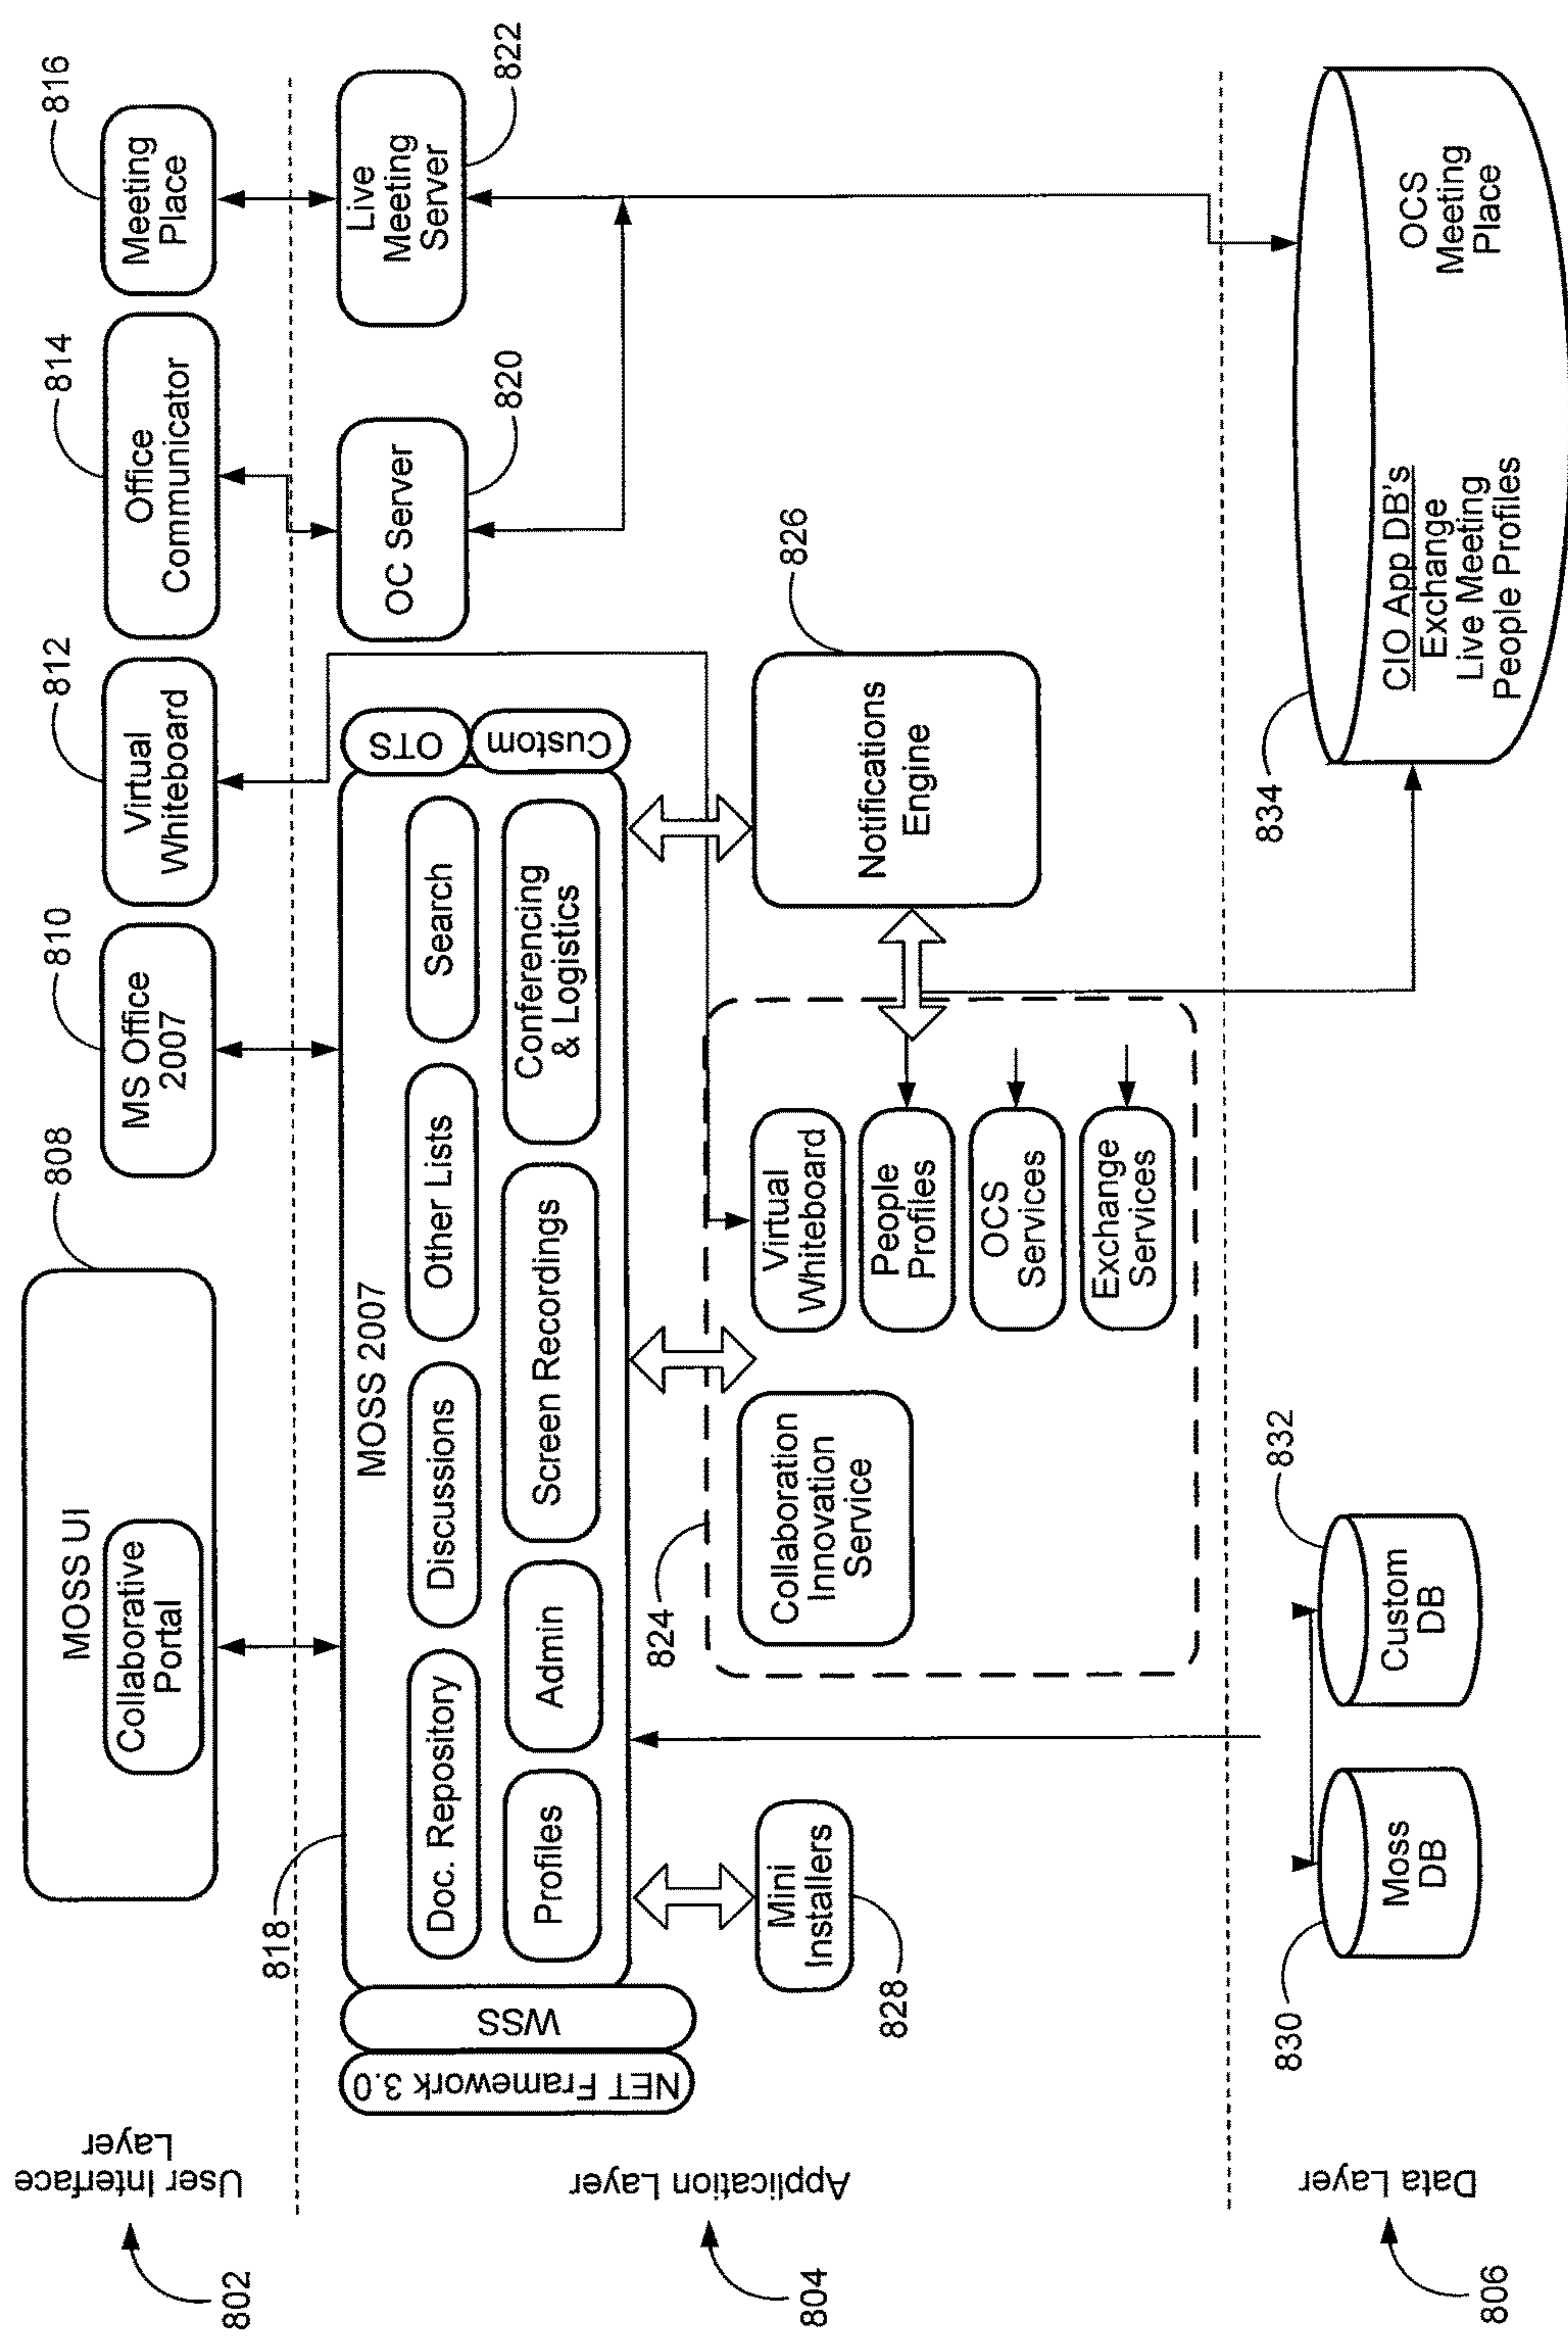 User Interface
Layer
802
MOSS UI
Collaborative
Portal
808
MS Office
2007
810
Virtual
Whiteboard
812
Office
Communicator
814
Meeting
Place
816
Application Layer
804
NET Framework 3.0
WSS
818
MOSS 2007
OTS
Custom
Doc. Repository
Discussions
Other Lists
Search
Profiles
Admin
Screen Recordings
Conferencing
& Logistics
OC Server
820
Live
Meeting
Server
822
Mini
Installers
828
824
Collaboration
Innovation
Service
Virtual
Whiteboard
People
Profiles
OCS
Services
Exchange
Services
Notifications
Engine
826
Data Layer
806
Moss
DB
830
Custom
DB
832
834
CIO App DB's
Exchange
Live Meeting
People Profiles
OCS
Meeting
Place